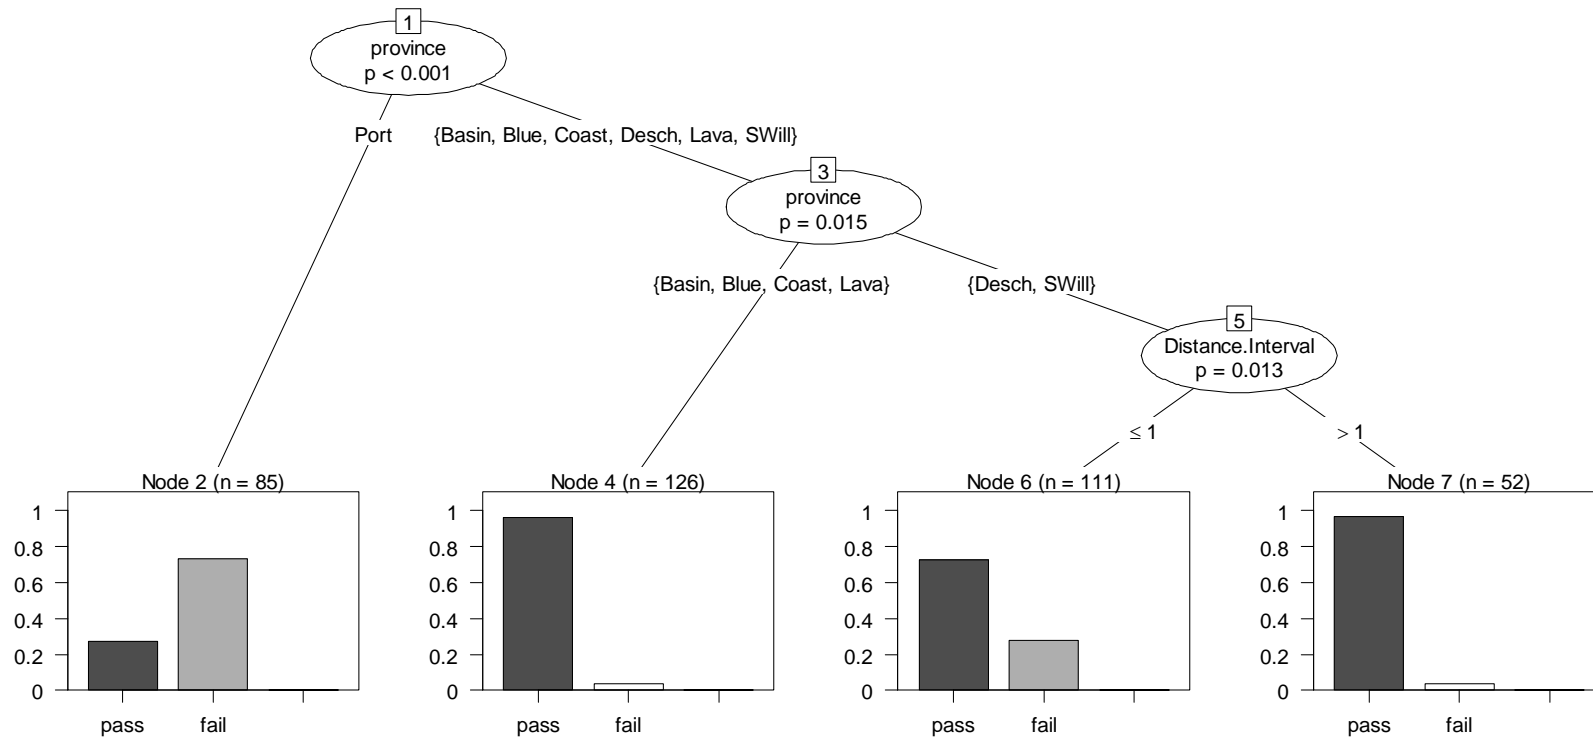 1
province
p < 0.001
Port
{Basin, Blue, Coast, Desch, Lava, SWill}
3
province
p = 0.015
{Basin, Blue, Coast, Lava}
{Desch, SWill}
5
Distance.Interval
p = 0.013
≤ 1
> 1
Node 2 (n = 85)
1
0.8
0.6
0.4
0.2
0
pass fail
Node 4 (n = 126)
1
0.8
0.6
0.4
0.2
0
pass fail
Node 6 (n = 111)
1
0.8
0.6
0.4
0.2
0
pass fail
Node 7 (n = 52)
1
0.8
0.6
0.4
0.2
0
pass fail